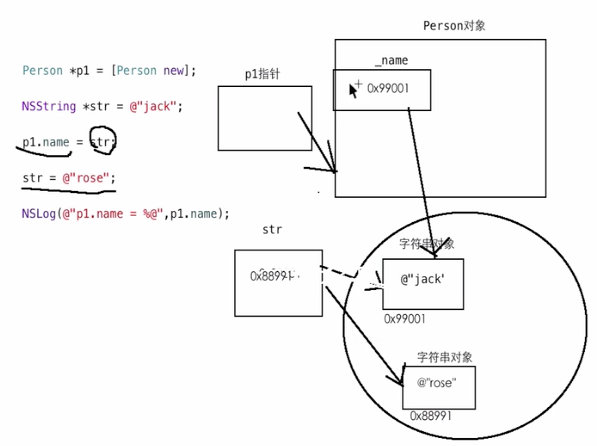 Person *p1 = [Person new];
NSString *str = @"jack";
p1.name = str;
str = @"rose";
NSLog(@"p1.name = %@",p1.name);
Person对象
_name
0x99001
p1指针
str
0x88991
字符串对象
@"jack"
0x99001
字符串对象
@"rose"
0x88991